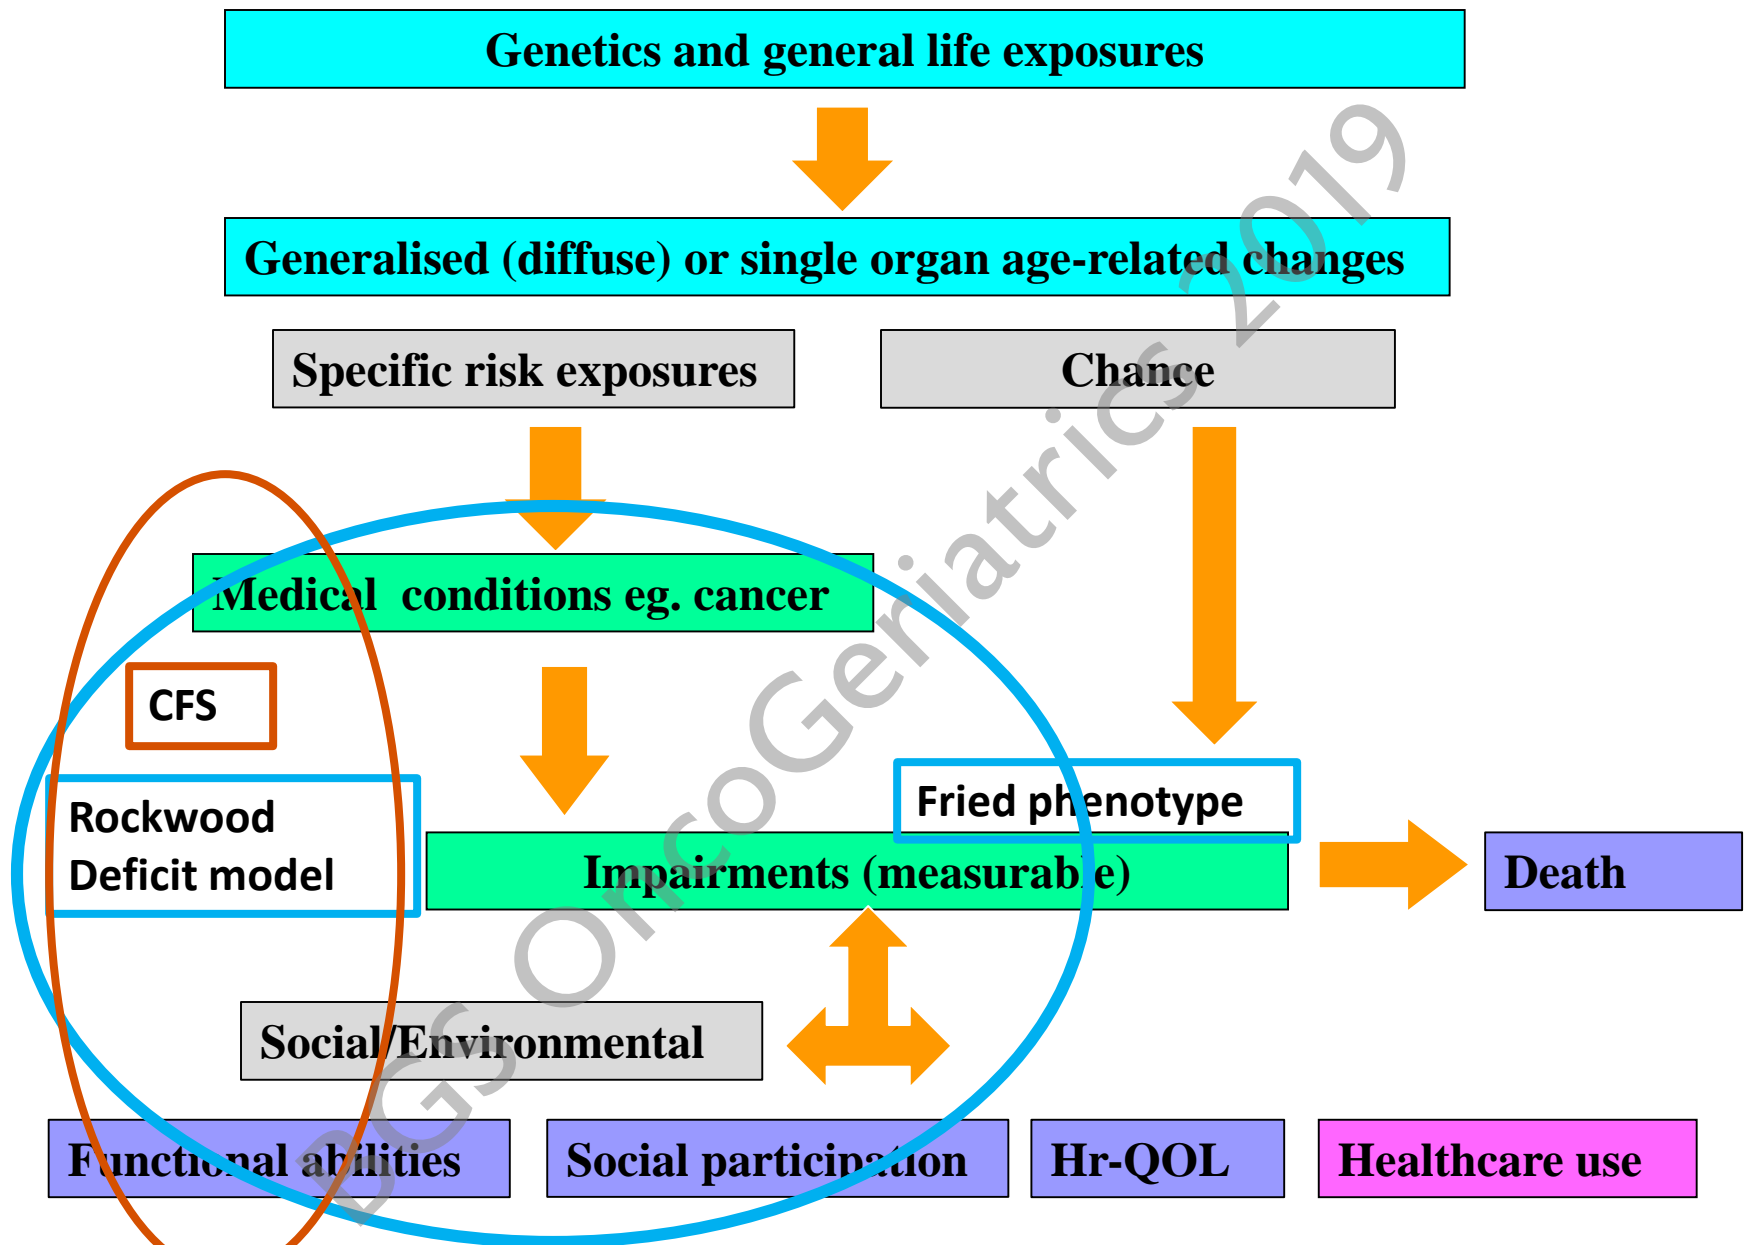 Genetics and general life exposures
Generalised (diffuse) or single organ age-related changes
Specific risk exposures
Chance
Medical conditions eg. cancer
CFS
Rockwood
Deficit model
Fried phenotype
Impairments (measurable)
Death
Social/Environmental
Functional abilities
Social participation
Hr-QOL
Healthcare use
BGS OncoGeriatrics 2019